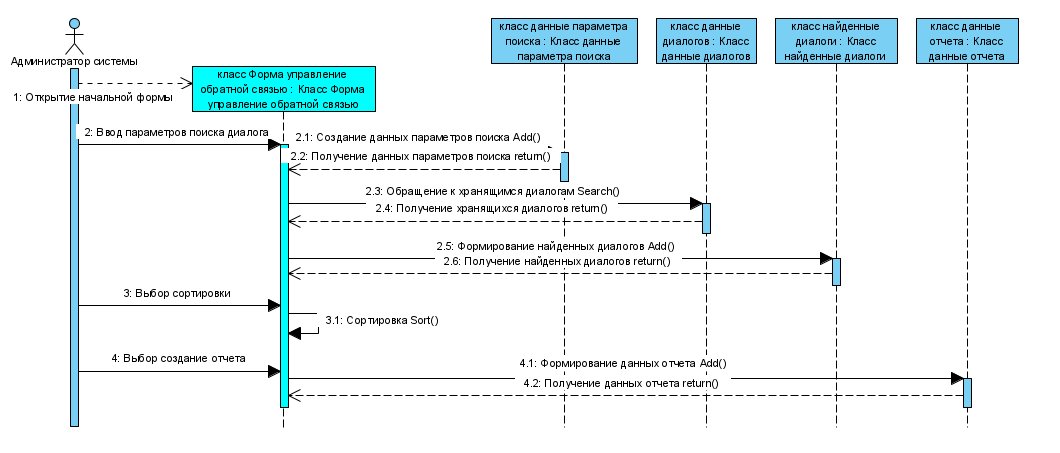 класс данные параметра
поиска : Класс данные
параметра поиска
класс данные
диалогов : Класс
данные диалогов
класс найденные
диалоги : Класс
найденные диалоги
класс данные
отчета : Класс
данные отчета
Администратор системы
класс Форма управление
обратной связью : Класс Форма
управление обратной связью
1: Открытие начальной формы
2: Ввод параметров поиска диалога
2.1: Создание данных параметров поиска Add()
2.2: Получение данных параметров поиска return()
2.3: Обращение к хранящимся диалогам Search()
2.4: Получение хранящихся диалогов return()
2.5: Формирование найденных диалогов Add()
2.6: Получение найденных диалогов return()
3: Выбор сортировки
3.1: Сортировка Sort()
4: Выбор создание отчета
4.1: Формирование данных отчета Add()
4.2: Получение данных отчета return()